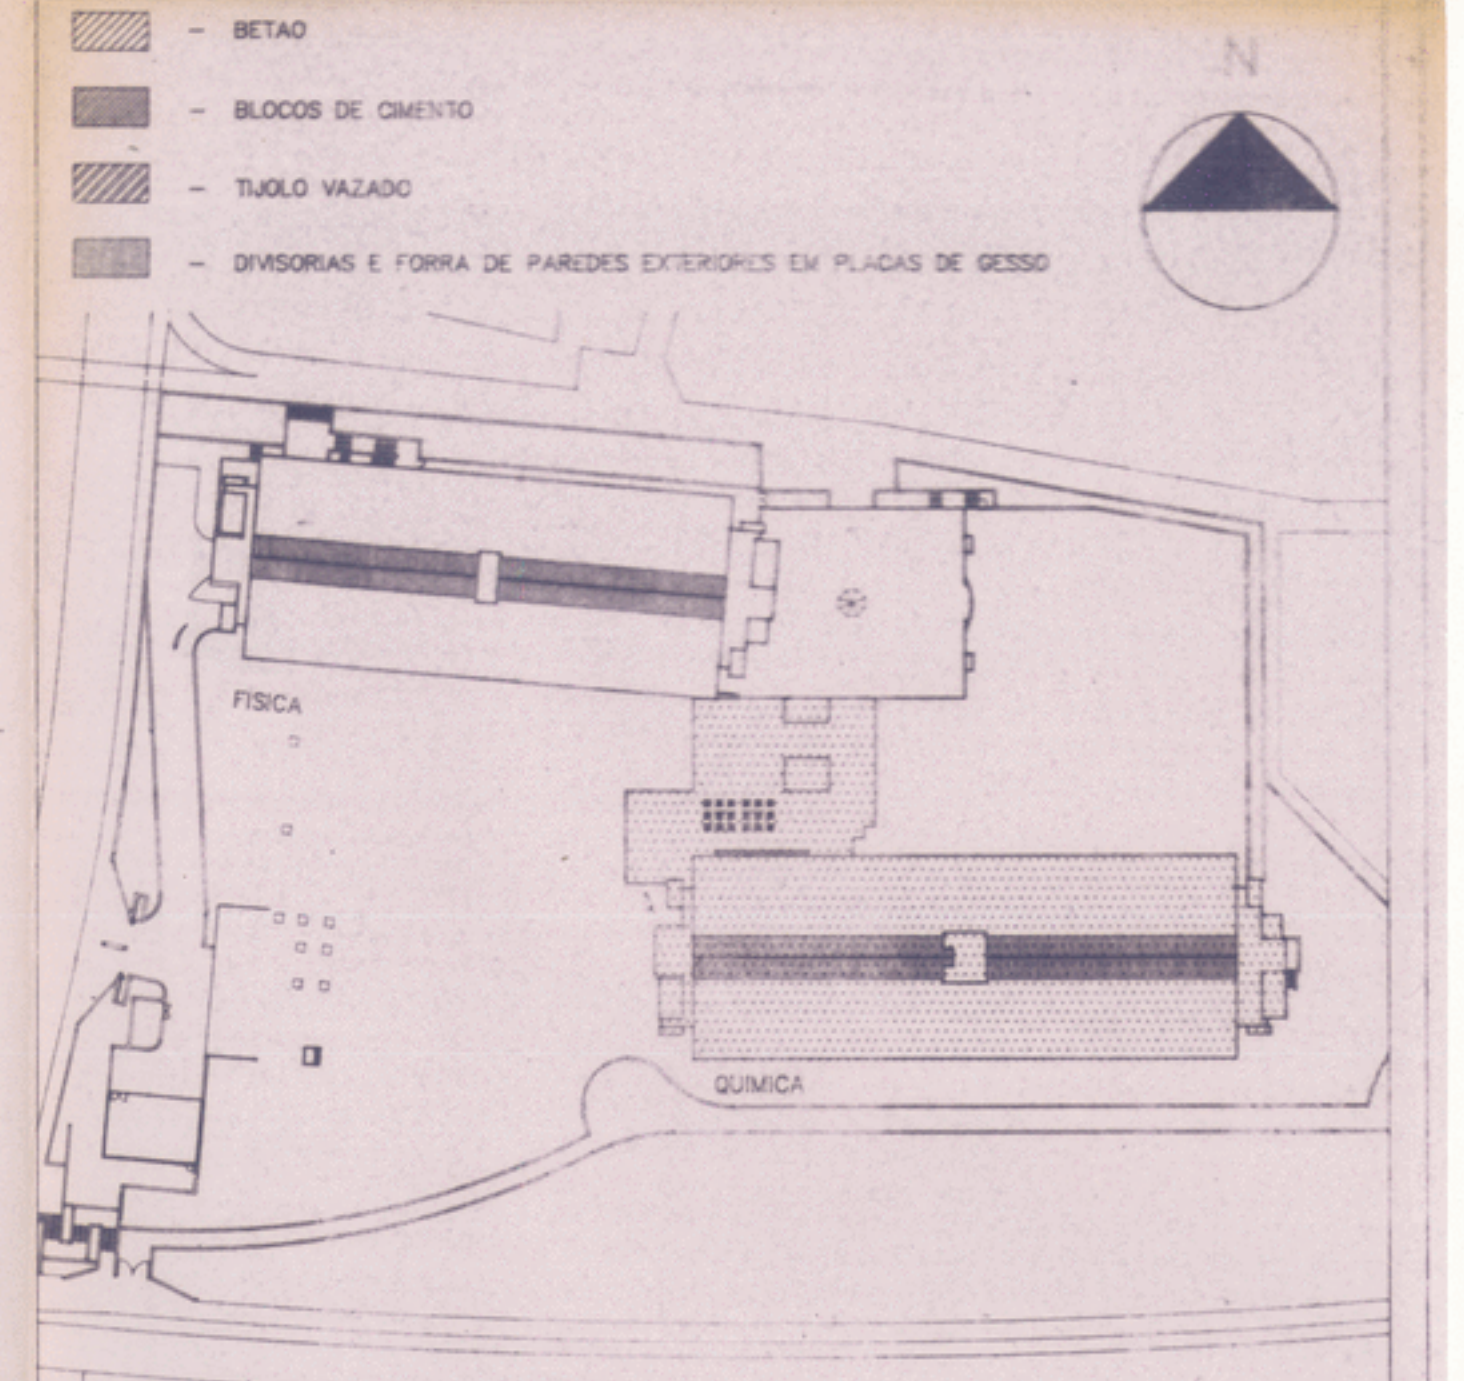 N
- BETAO
- BLOCOS DE CIMENTO
- TIJOLO VAZADO
- DIVISORIAS E FORRA DE PAREDES EXTERIORES EM PLACAS DE GESSO
FISICA
QUIMICA